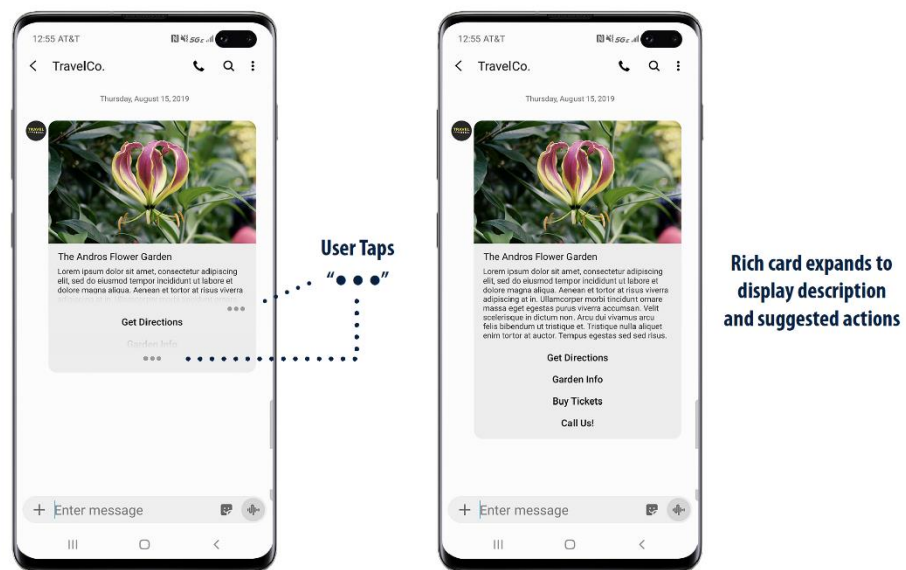 12:55 AT&T
5GE
TravelCo.
Thursday, August 15, 2019
TRAVEL
The Andros Flower Garden
Lorem ipsum dolor sit amet, consectetur adipiscing
elit, sed do eiusmod tempor incididunt ut labore et
dolore magna aliqua. Aenean et tortor at risus viverra
•••
Get Directions
Garden Info
•••
Enter message
User Taps
“•••”
12:55 AT&T
5GE
TravelCo.
Thursday, August 15, 2019
TRAVEL
The Andros Flower Garden
Lorem ipsum dolor sit amet, consectetur adipiscing
elit, sed do eiusmod tempor incididunt ut labore et
dolore magna aliqua. Aenean et tortor at risus viverra
adipiscing at in. Ullamcorper morbi tincidunt ornare
massa eget egestas purus viverra accumsan. Velit
scelerisque in dictum non. Arcu dui vivamus arcu
felis bibendum ut tristique et. Tristique nulla aliquet
enim tortor at auctor. Tempus egestas sed sed risus.
Get Directions
Garden Info
Buy Tickets
Call Us!
Enter message
Rich card expands to
display description
and suggested actions